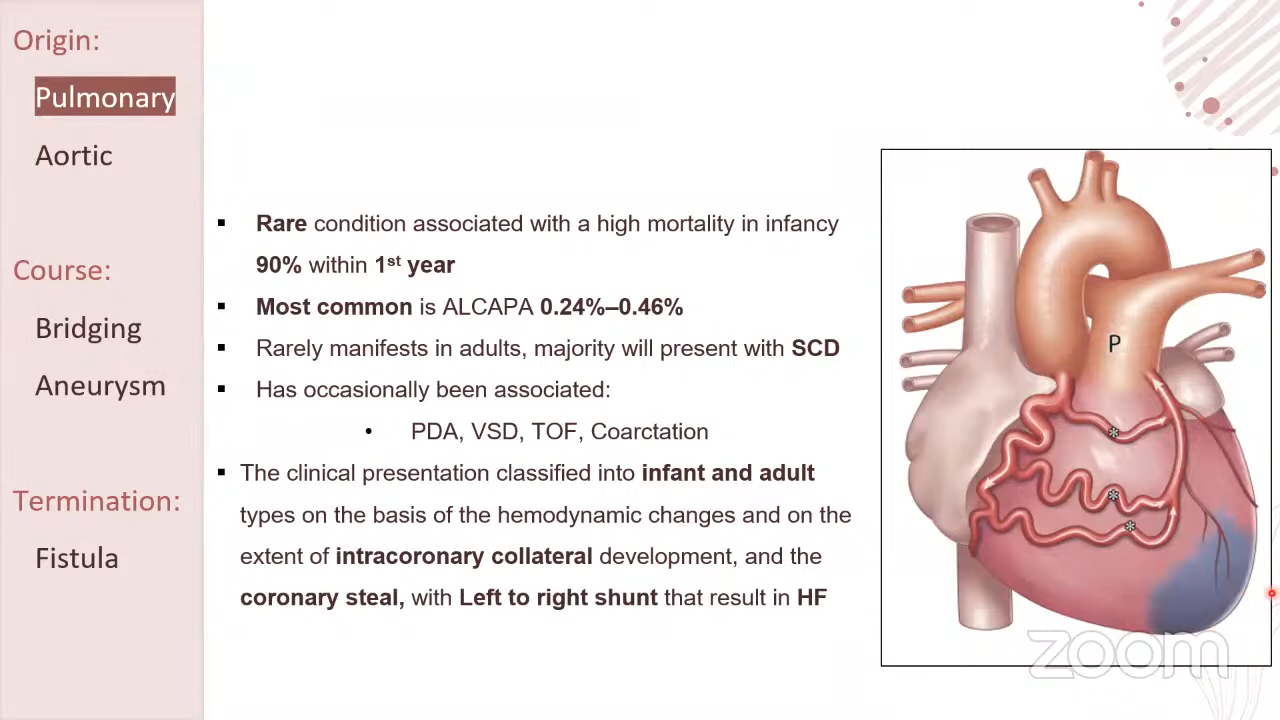 Origin:
Pulmonary
Aortic
Course:
Bridging
Aneurysm
Termination:
Fistula
▪ Rare condition associated with a high mortality in infancy
90% within 1st year
▪ Most common is ALCAPA 0.24%–0.46%
▪ Rarely manifests in adults, majority will present with SCD
▪ Has occasionally been associated:
• PDA, VSD, TOF, Coarctation
▪ The clinical presentation classified into infant and adult
types on the basis of the hemodynamic changes and on the
extent of intracoronary collateral development, and the
coronary steal, with Left to right shunt that result in HF
P
*
*
*
zoom